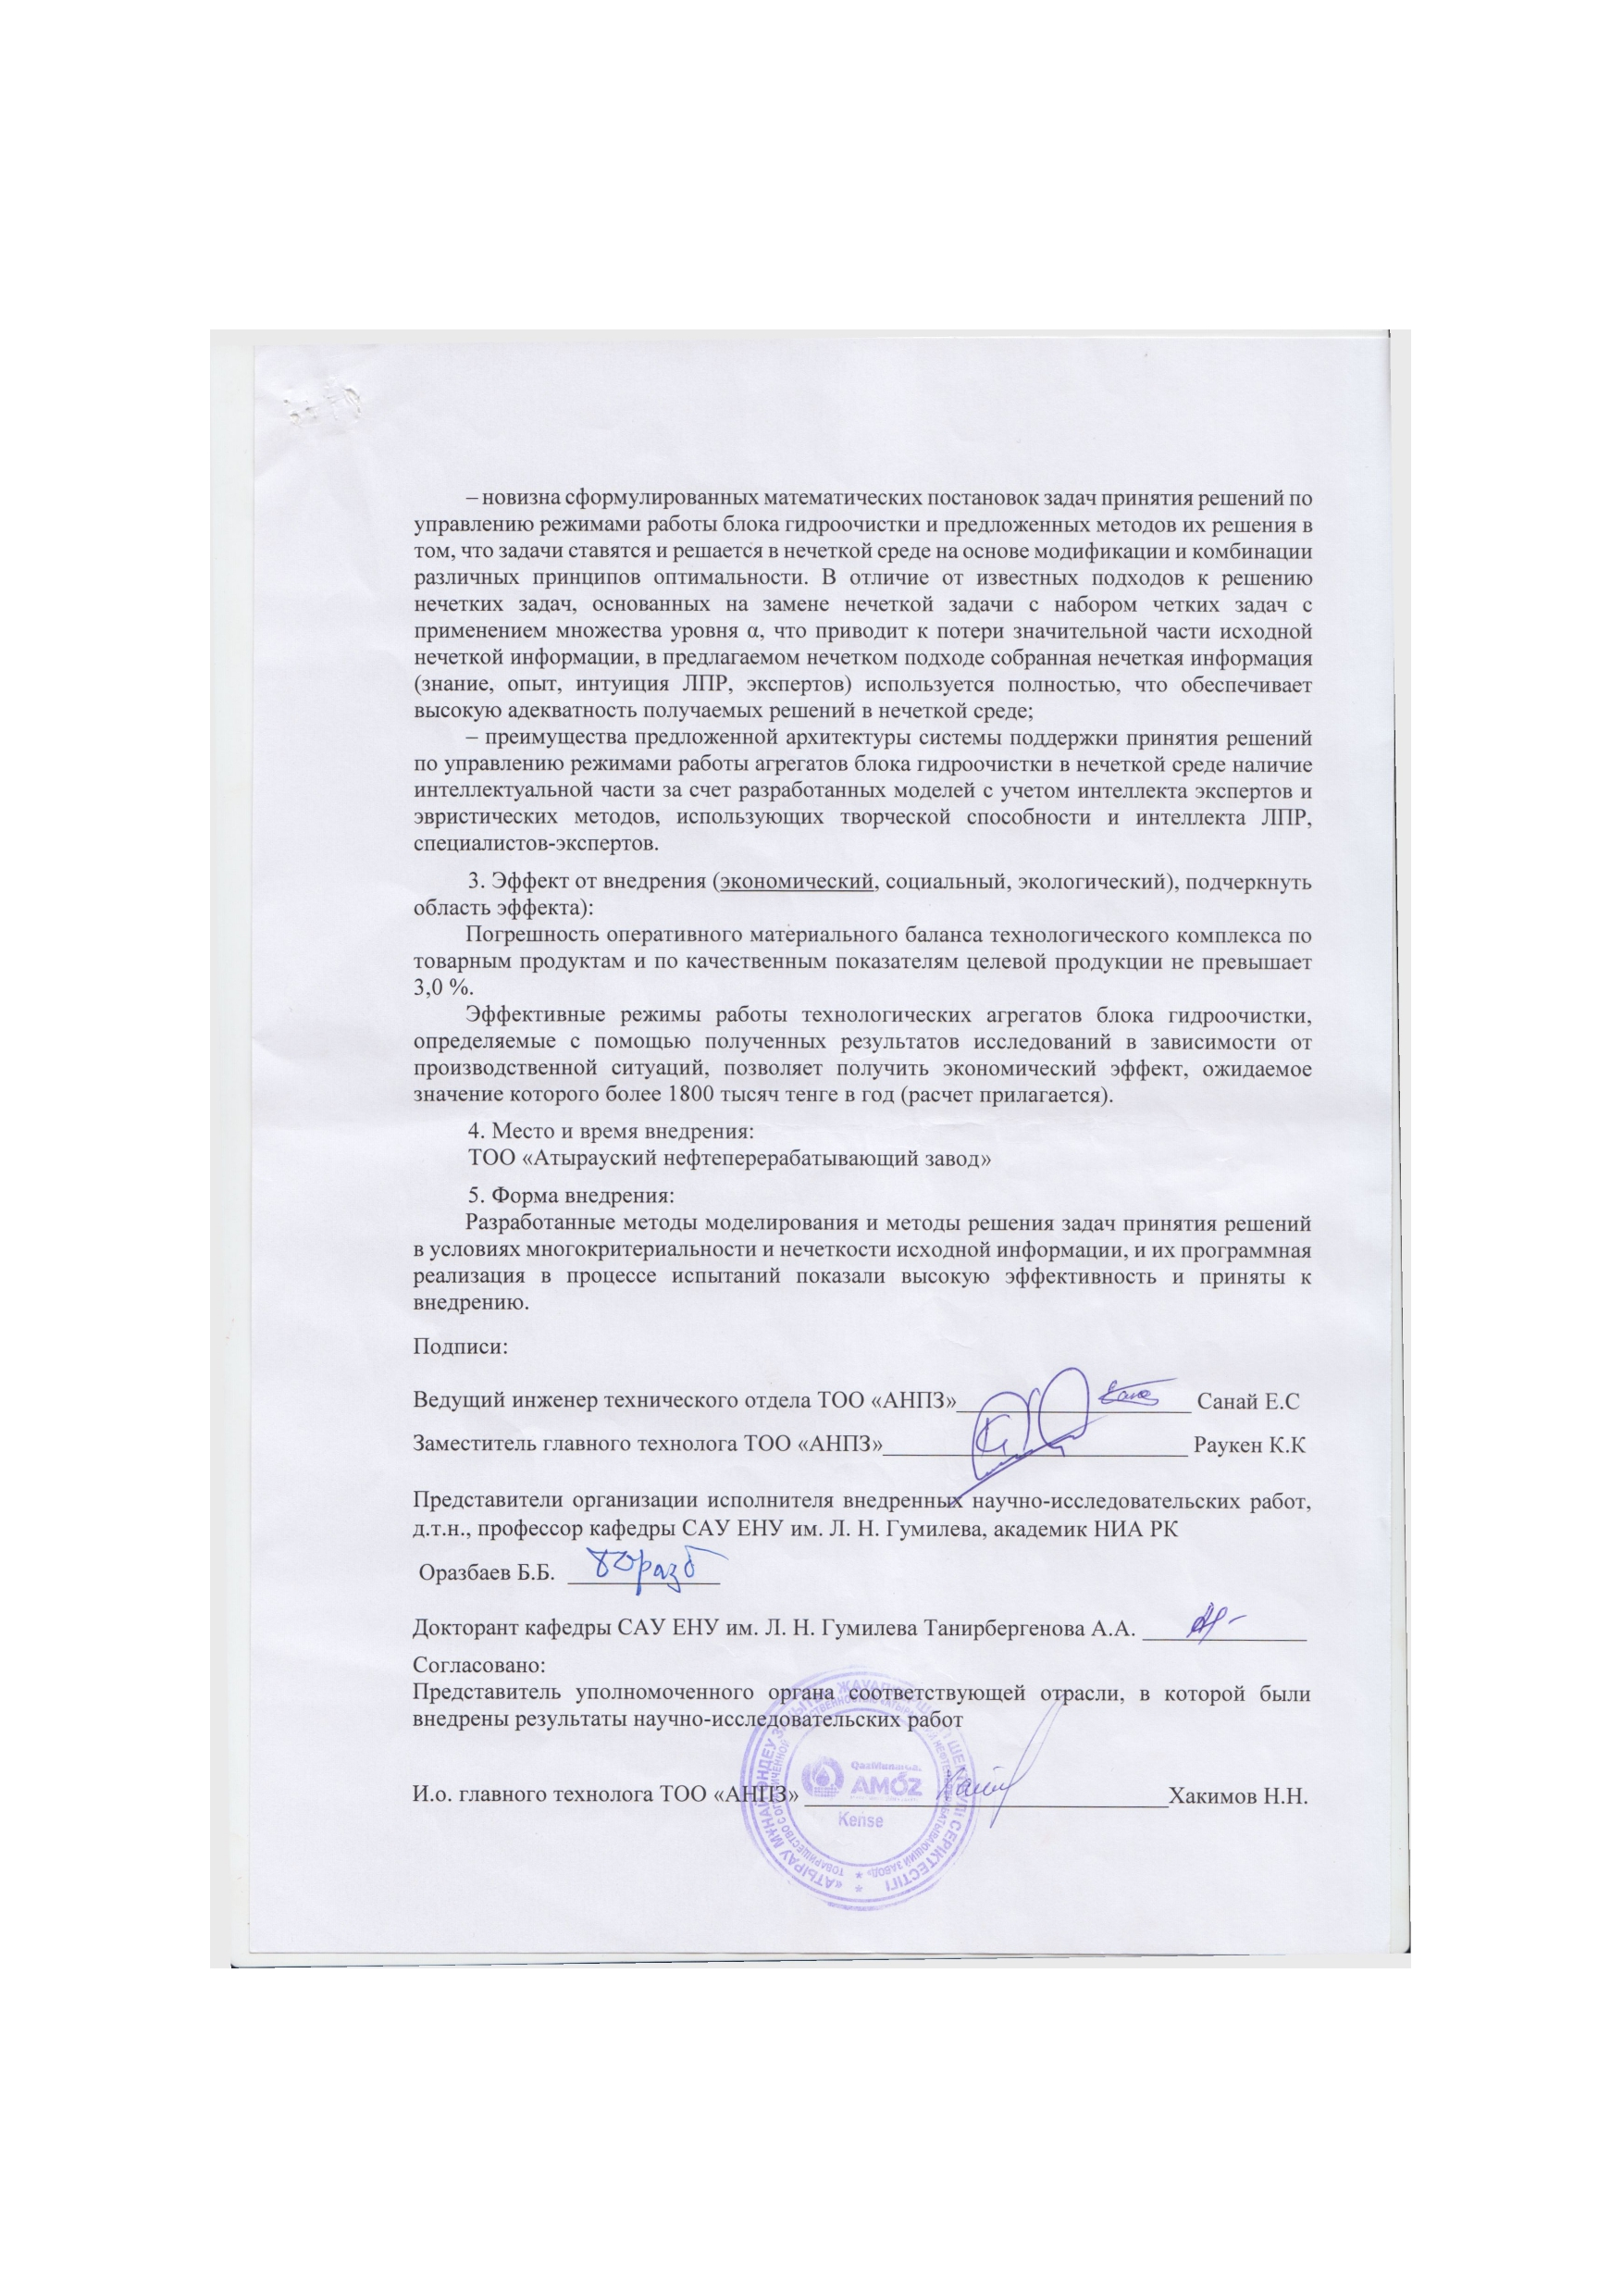 – новизна сформулированных математических постановок задач принятия решений по
управлению режимами работы блока гидроочистки и предложенных методов их решения в
том, что задачи ставятся и решается в нечеткой среде на основе модификации и комбинации
различных принципов оптимальности. В отличие от известных подходов к решению
нечетких задач, основанных на замене нечеткой задачи с набором четких задач с
применением множества уровня α, что приводит к потери значительной части исходной
нечеткой информации, в предлагаемом нечетком подходе собранная нечеткая информация
(знание, опыт, интуиция ЛПР, экспертов) используется полностью, что обеспечивает
высокую адекватность получаемых решений в нечеткой среде;
– преимущества предложенной архитектуры системы поддержки принятия решений
по управлению режимами работы агрегатов блока гидроочистки в нечеткой среде наличие
интеллектуальной части за счет разработанных моделей с учетом интеллекта экспертов и
эвристических методов, использующих творческой способности и интеллекта ЛПР,
специалистов-экспертов.
3. Эффект от внедрения (экономический, социальный, экологический), подчеркнуть
область эффекта):
Погрешность оперативного материального баланса технологического комплекса по
товарным продуктам и по качественным показателям целевой продукции не превышает
3,0 %.
Эффективные режимы работы технологических агрегатов блока гидроочистки,
определяемые с помощью полученных результатов исследований в зависимости от
производственной ситуаций, позволяет получить экономический эффект, ожидаемое
значение которого более 1800 тысяч тенге в год (расчет прилагается).
4. Место и время внедрения:
ТОО «Атырауский нефтеперерабатывающий завод»
5. Форма внедрения:
Разработанные методы моделирования и методы решения задач принятия решений
в условиях многокритериальности и нечеткости исходной информации, и их программная
реализация в процессе испытаний показали высокую эффективность и приняты к
внедрению.
Подписи:
Ведущий инженер технического отдела ТОО «АНПЗ» Санай Е.С
Заместитель главного технолога ТОО «АНПЗ» Раукен К.К
Представители организации исполнителя внедренных научно-исследовательских работ,
д.т.н., профессор кафедры САУ ЕНУ им. Л. Н. Гумилева, академик НИА РК
Оразбаев Б.Б.
Докторант кафедры САУ ЕНУ им. Л. Н. Гумилева Танирбергенова А.А.
Согласовано:
Представитель уполномоченного органа соответствующей отрасли, в которой были
внедрены результаты научно-исследовательских работ
И.о. главного технолога ТОО «АНПЗ» Хакимов Н.Н.
AMÓZ
Kense